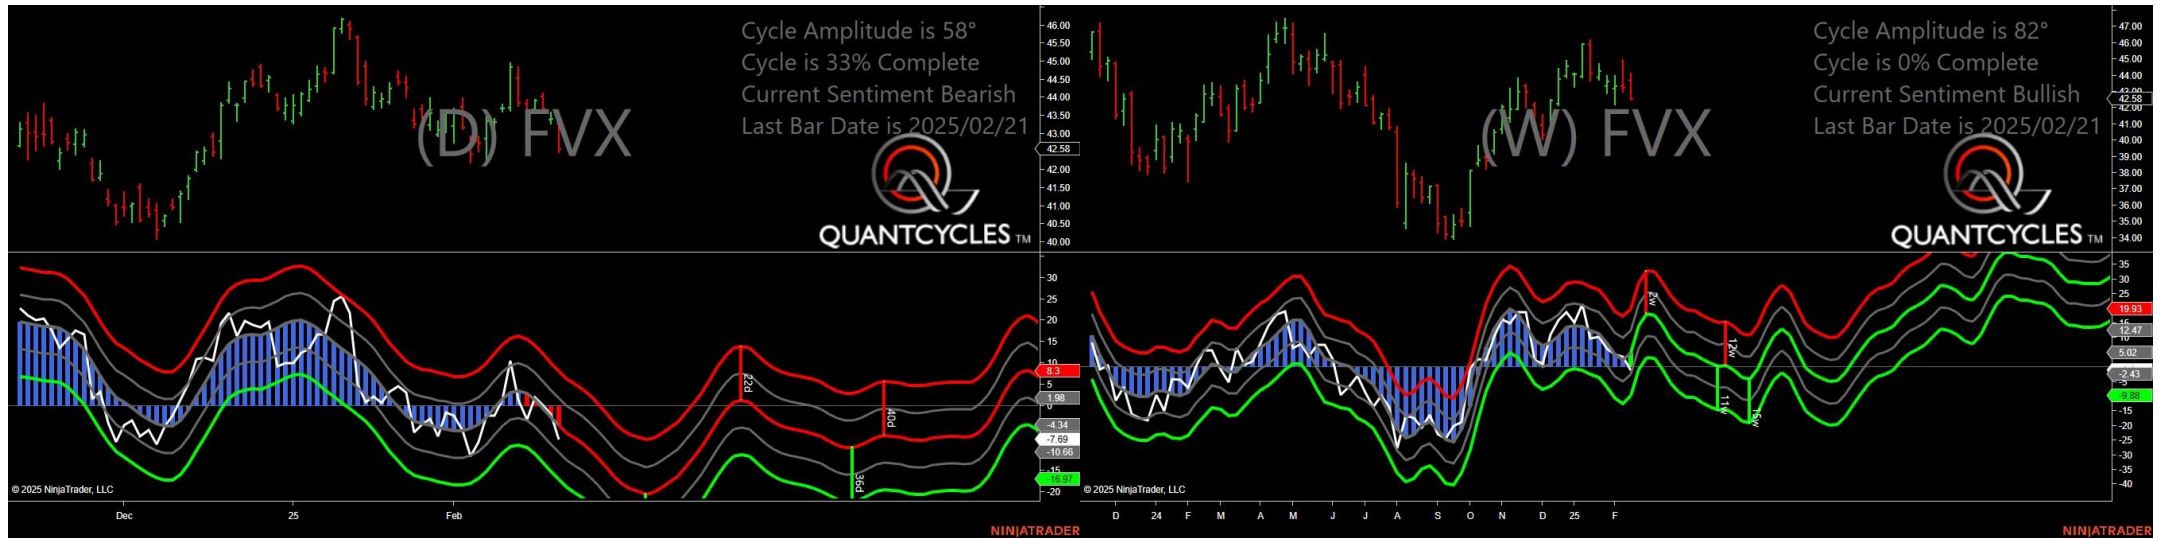 Cycle Amplitude is 58°
Cycle is 33% Complete
Current Sentiment Bearish
Last Bar Date is 2025/02/21
(D) FVX
QUANTCYCLES TM
46.00
45.50
45.00
44.50
44.00
43.50
43.00
42.58
42.00
41.50
41.00
40.50
40.00
30
25
20
15
10
8.3
5
1.98
0
-4.34
-7.69
-10.66
-15
-16.97
-20
22d
40d
36d
© 2025 NinjaTrader, LLC
Dec
25
Feb
NINJATRADER
Cycle Amplitude is 82°
Cycle is 0% Complete
Current Sentiment Bullish
Last Bar Date is 2025/02/21
(W) FVX
QUANTCYCLES TM
47.00
46.00
45.00
44.00
43.00
42.58
42.00
41.00
40.00
39.00
38.00
37.00
36.00
35.00
34.00
35
30
25
19.93
15
12.47
10
5.02
-2.43
-5
-9.88
-15
-20
-25
-30
-35
-40
2w
12w
11w
15w
© 2025 NinjaTrader, LLC
D
24
F
M
A
M
J
J
A
S
O
N
D
25
F
NINJATRADER